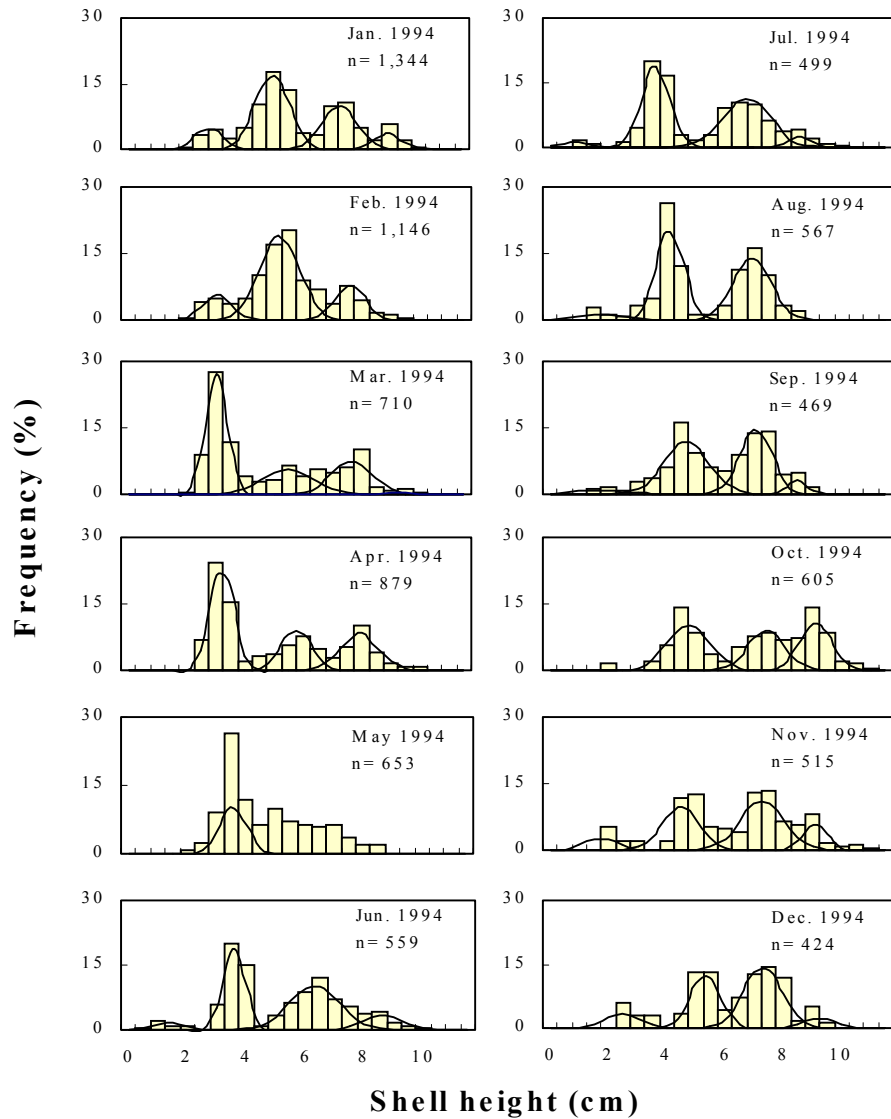 30
15
0
Jan. 1994
n= 1,344
30
15
0
Feb. 1994
n= 1,146
30
15
0
Mar. 1994
n= 710
30
15
0
Apr. 1994
n= 879
30
15
0
May 1994
n= 653
30
15
0
Jun. 1994
n= 559
0 2 4 6 8 10
30
15
0
Jul. 1994
n= 499
30
15
0
Aug. 1994
n= 567
30
15
0
Sep. 1994
n= 469
30
15
0
Oct. 1994
n= 605
30
15
0
Nov. 1994
n= 515
30
15
0
Dec. 1994
n= 424
0 2 4 6 8 10
Frequency (%)
Shell height (cm)